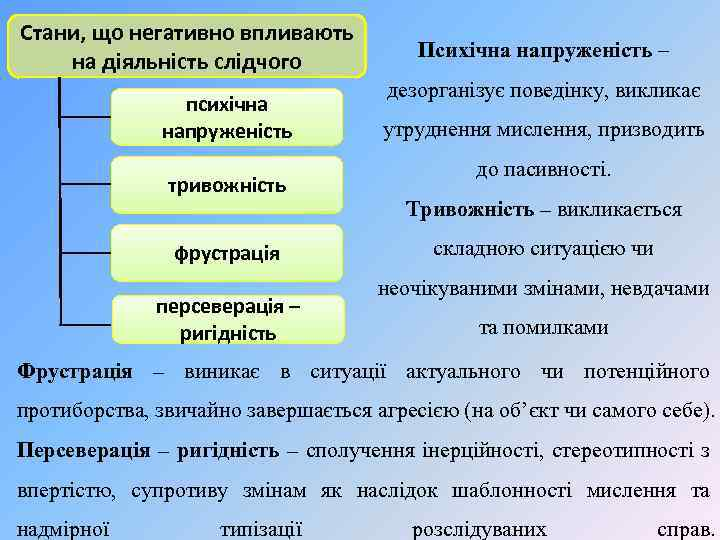 Стани, що негативно впливають
на діяльність слідчого
психічна
напруженість
тривожність
фрустрація
персеверація –
ригідність
Психічна напруженість –
дезорганізує поведінку, викликає
утруднення мислення, призводить
до пасивності.
Тривожність – викликається
складною ситуацією чи
неочікуваними змінами, невдачами
та помилками
Фрустрація – виникає в ситуації актуального чи потенційного
протиборства, звичайно завершається агресією (на об’єкт чи самого себе).
Персеверація – ригідність – сполучення інерційності, стереотипності з
впертістю, супротиву змінам як наслідок шаблонності мислення та
надмірної типізації розслідуваних справ.